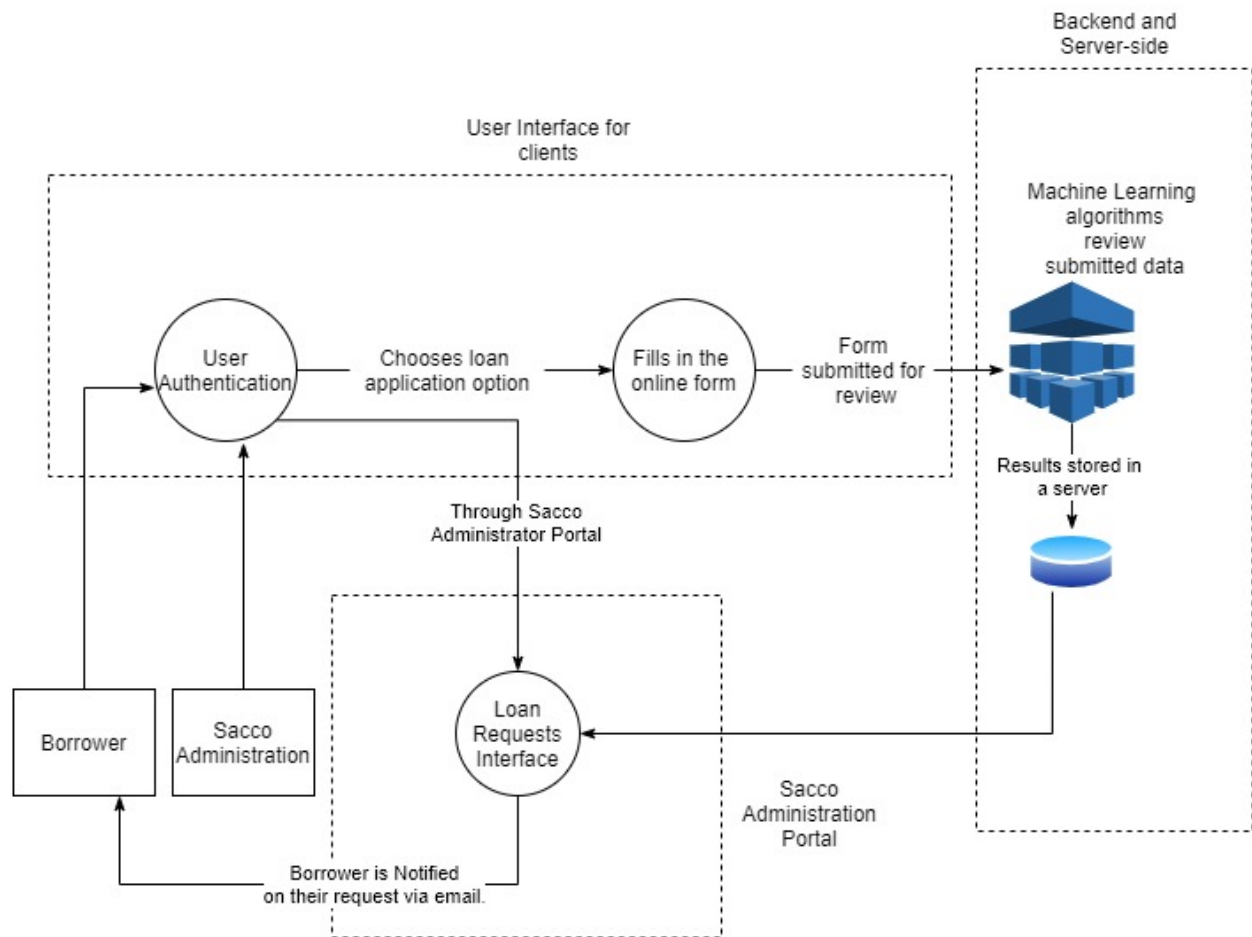 Backend and
Server-side
User Interface for
clients
Machine Learning
algorithms
review
submitted data
User
Authentication
Chooses loan
application option
Fills in the
online form
Form
submitted for
review
Results stored in
a server
Through Sacco
Administrator Portal
Borrower
Sacco
Administration
Loan
Requests
Interface
Sacco
Administration
Portal
Borrower is Notified
on their request via email.